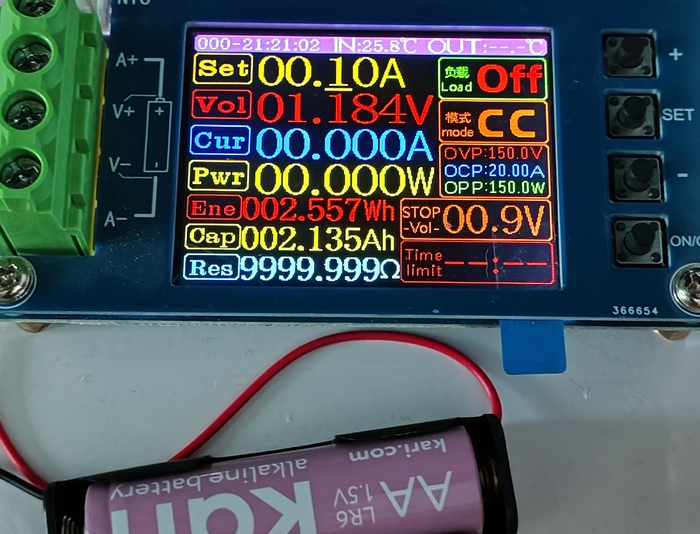 000-21:21:02 IN:25.8℃ OUT:--.-℃
Set 00.10A
负载 Load Off
Vol 01.184V
模式 mode CC
Cur 00.000A
OVP:150.0V
OCP:20.00A
OPP:150.0W
Pwr 00.000W
Ene 002.557Wh
STOP -Vol- 00.9V
Cap 002.135Ah
Time limit --:--
Res 9999.999Ω
A+
V+
V-
A-
+
SET
-
ON/O
366654
kari.com
alkaline battery
AA
LR6
1.5V